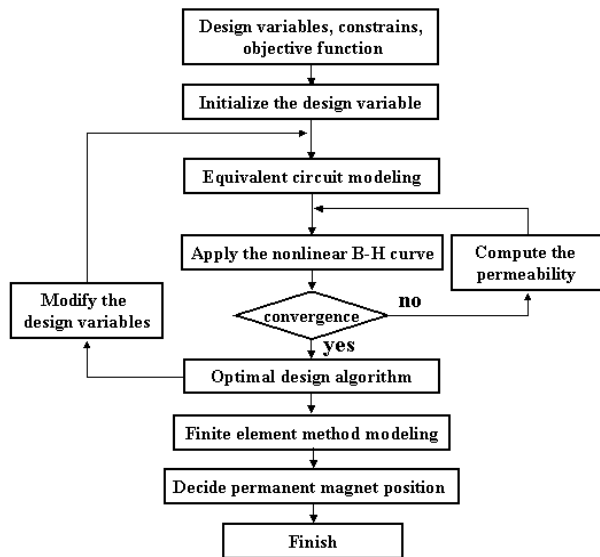 Design variables, constrains,
objective function
Initialize the design variable
Equivalent circuit modeling
Apply the nonlinear B-H curve
Compute the
permeability
Modify the
design variables
convergence
no
yes
Optimal design algorithm
Finite element method modeling
Decide permanent magnet position
Finish